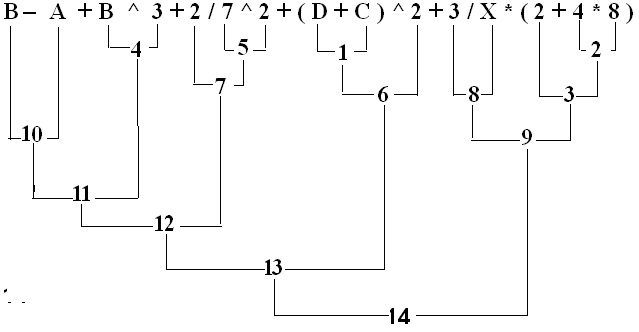 B – A + B ^ 3 + 2 / 7 ^ 2 + ( D + C ) ^ 2 + 3 / X * ( 2 + 4 * 8 )
4 5 1 2
7 6 8 3
10 9
11
12
13
14